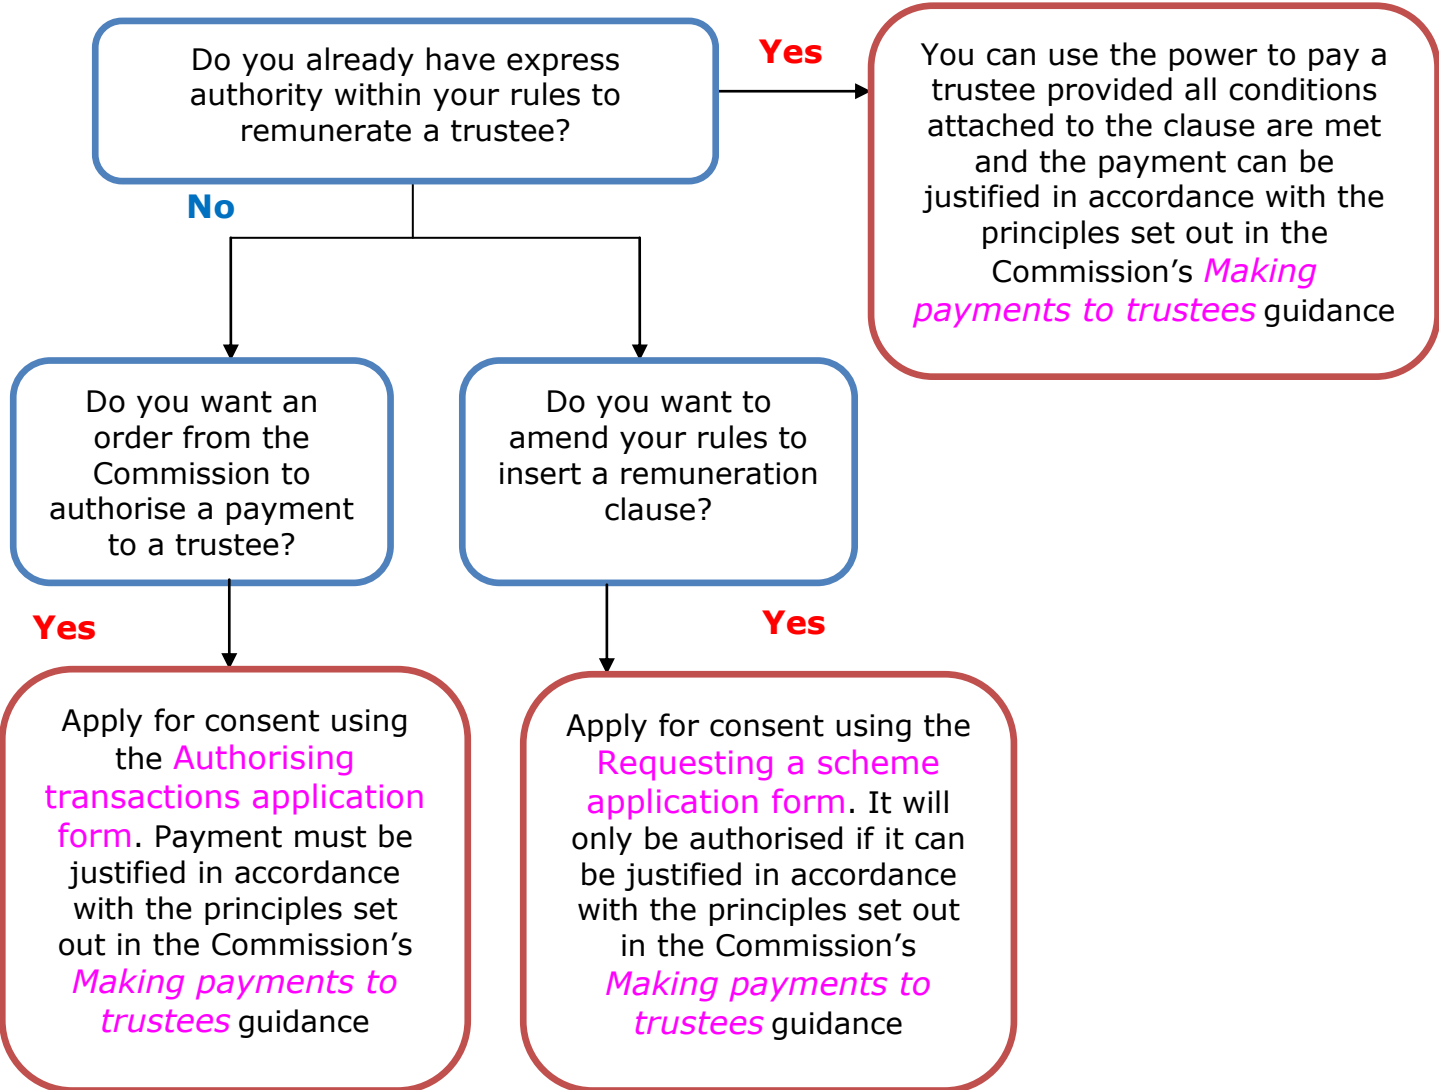 Do you already have express
authority within your rules to
remunerate a trustee?
Yes
You can use the power to pay a
trustee provided all conditions
attached to the clause are met
and the payment can be
justified in accordance with the
principles set out in the
Commission’s Making
payments to trustees guidance
No
Do you want an
order from the
Commission to
authorise a payment
to a trustee?
Do you want to
amend your rules to
insert a remuneration
clause?
Yes
Yes
Apply for consent using
the Authorising
transactions application
form. Payment must be
justified in accordance
with the principles set
out in the Commission’s
Making payments to
trustees guidance
Apply for consent using the
Requesting a scheme
application form. It will
only be authorised if it can
be justified in accordance
with the principles set out
in the Commission’s
Making payments to
trustees guidance